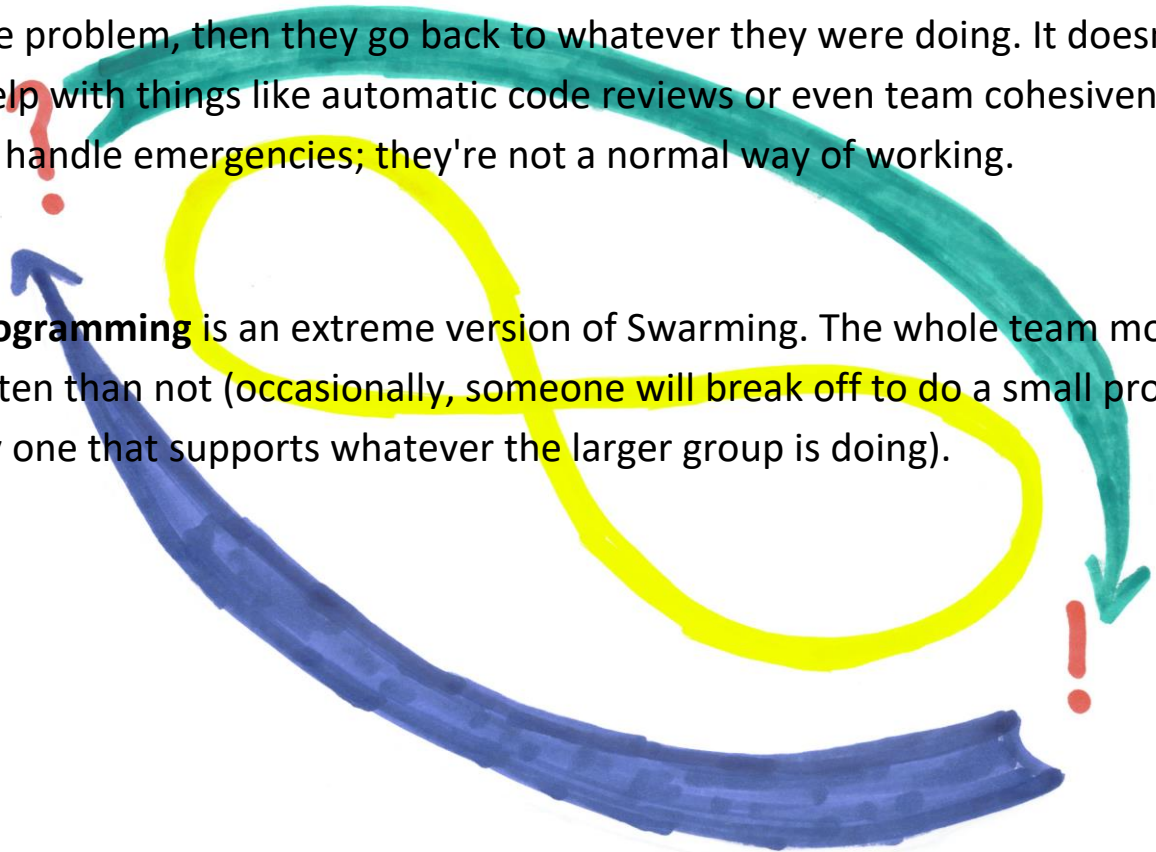 e problem, then they go back to whatever they were doing. It doesn
elp with things like automatic code reviews or even team cohesiven
handle emergencies; they're not a normal way of working.
?
ogramming is an extreme version of Swarming. The whole team mo
ten than not (occasionally, someone will break off to do a small pro
y one that supports whatever the larger group is doing).
!